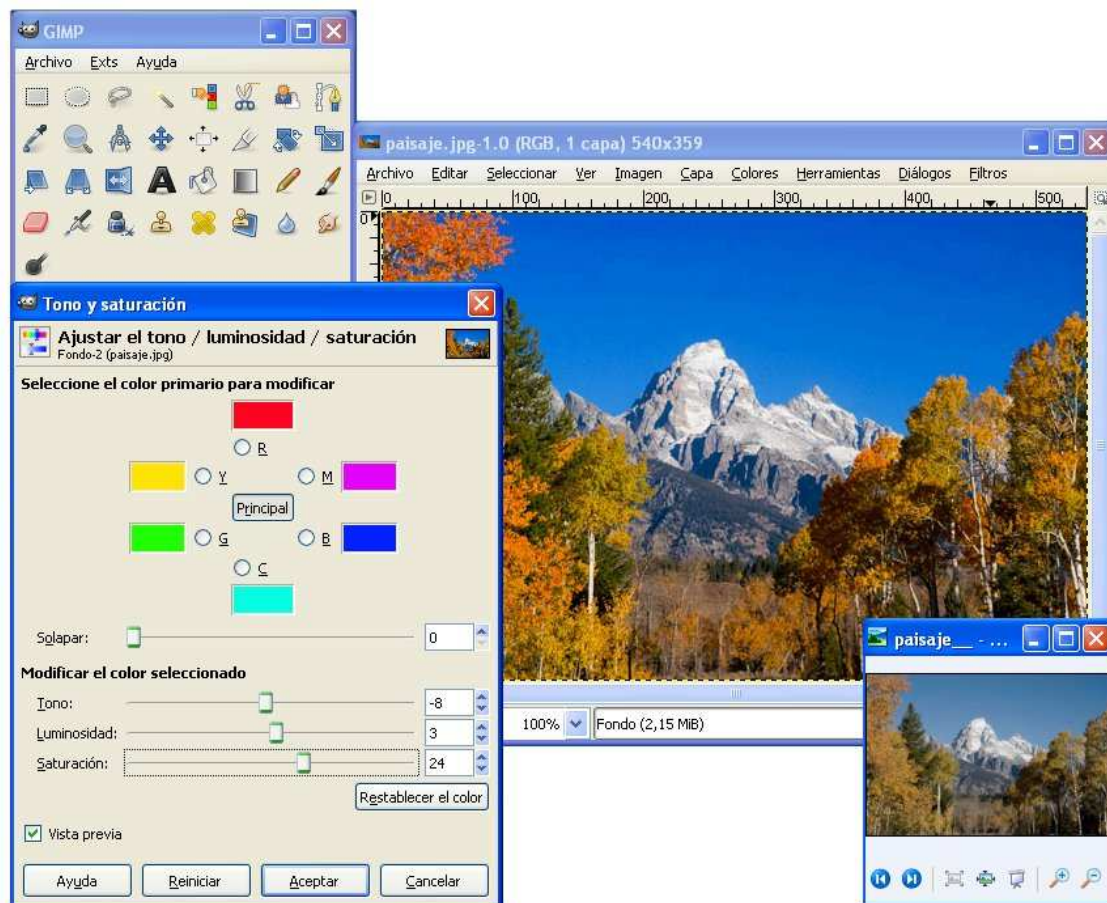 GIMP
Archivo Exts Ayuda
paisaje.jpg-1.0 (RGB, 1 capa) 540x359
Archivo Editar Seleccionar Ver Imagen Capa Colores Herramientas Diálogos Filtros
0 100 200 300 400 500
0
Tono y saturación
Ajustar el tono / luminosidad / saturación
Fondo-2 (paisaje.jpg)
Seleccione el color primario para modificar
R
Y M
Principal
G B
C
Solapar: 0
Modificar el color seleccionado
Tono: -8
Luminosidad: 3
Saturación: 24
Restablecer el color
Vista previa
Ayuda Reiniciar Aceptar Cancelar
100% Fondo (2,15 MiB)
paisaje__ - ...